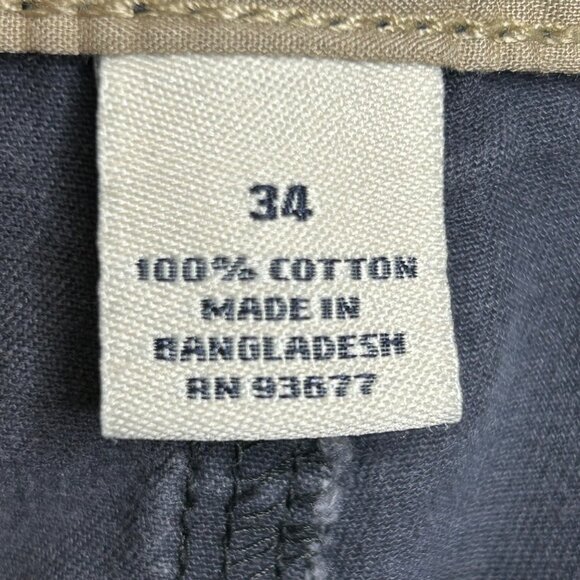 34
100% COTTON
MADE IN
BANGLADESH
RN 93677